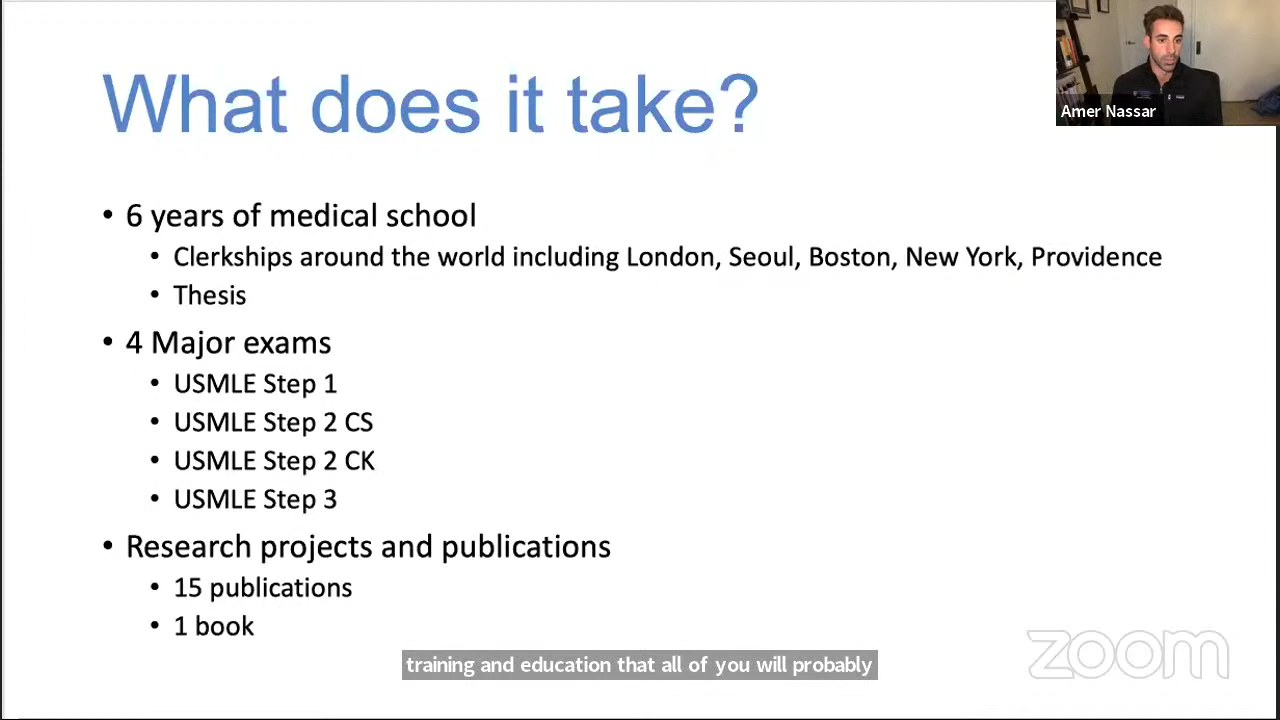 What does it take?
Amer Nassar
• 6 years of medical school
• Clerkships around the world including London, Seoul, Boston, New York, Providence
• Thesis
• 4 Major exams
• USMLE Step 1
• USMLE Step 2 CS
• USMLE Step 2 CK
• USMLE Step 3
• Research projects and publications
• 15 publications
• 1 book
training and education that all of you will probably
zoom